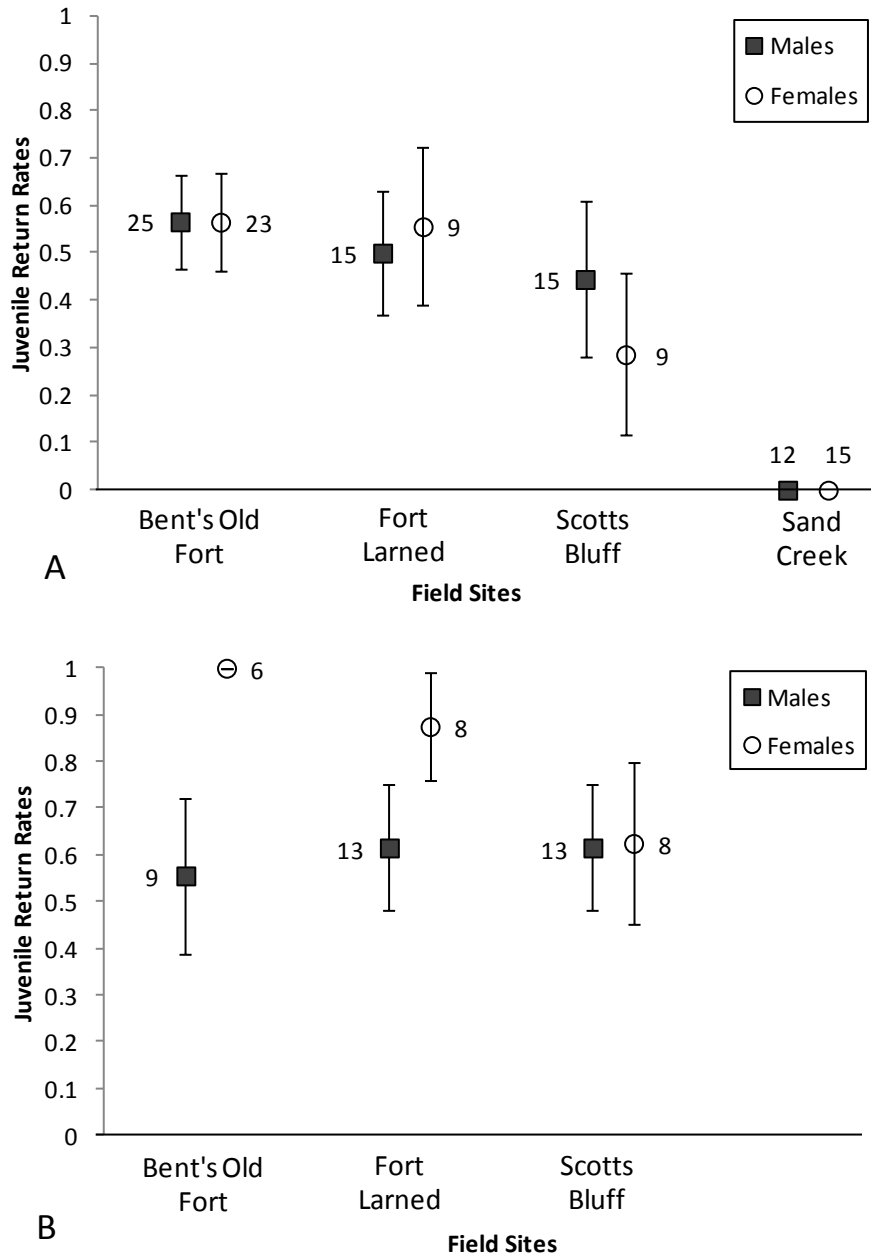 1
0.9
0.8
0.7
0.6
0.5
0.4
0.3
0.2
0.1
0
Juvenile Return Rates
Males
Females
25
23
15
9
15
9
12
15
Bent's Old
Fort
Fort
Larned
Scotts
Bluff
Sand
Creek
A
Field Sites
1
0.9
0.8
0.7
0.6
0.5
0.4
0.3
0.2
0.1
0
Juvenile Return Rates
Males
Females
9
6
13
8
13
8
Bent's Old
Fort
Fort
Larned
Scotts
Bluff
B
Field Sites